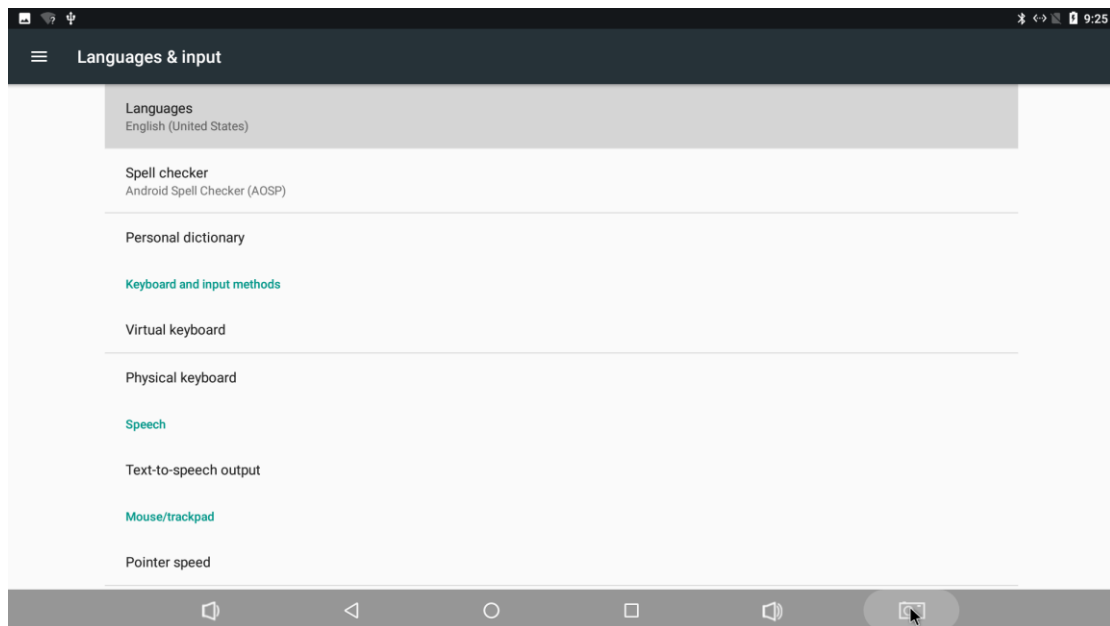 9:25
Languages & input
Languages
English (United States)
Spell checker
Android Spell Checker (AOSP)
Personal dictionary
Keyboard and input methods
Virtual keyboard
Physical keyboard
Speech
Text-to-speech output
Mouse/trackpad
Pointer speed